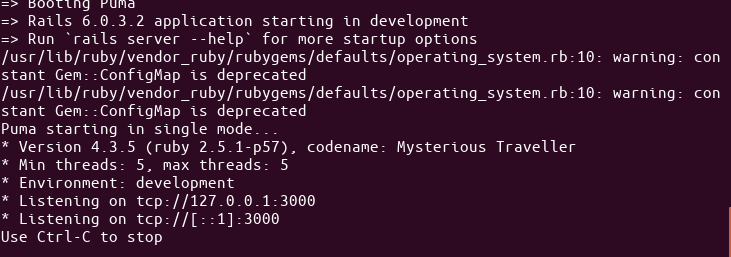 => Booting Puma
=> Rails 6.0.3.2 application starting in development
=> Run `rails server --help` for more startup options
/usr/lib/ruby/vendor_ruby/rubygems/defaults/operating_system.rb:10: warning: con
stant Gem::ConfigMap is deprecated
/usr/lib/ruby/vendor_ruby/rubygems/defaults/operating_system.rb:10: warning: con
stant Gem::ConfigMap is deprecated
Puma starting in single mode...
* Version 4.3.5 (ruby 2.5.1-p57), codename: Mysterious Traveller
* Min threads: 5, max threads: 5
* Environment: development
* Listening on tcp://127.0.0.1:3000
* Listening on tcp://[::1]:3000
Use Ctrl-C to stop